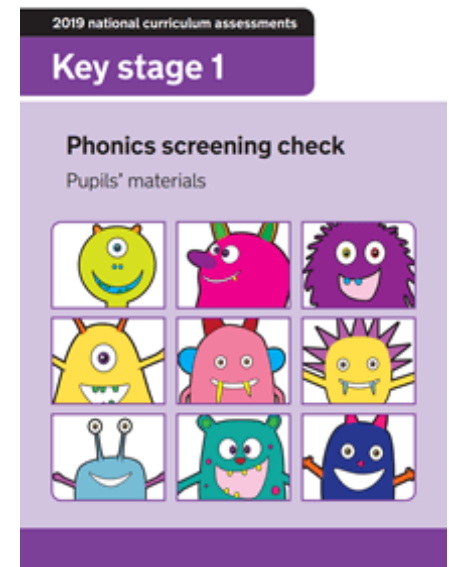 2019 national curriculum assessments
Key stage 1
Phonics screening check
Pupils' materials